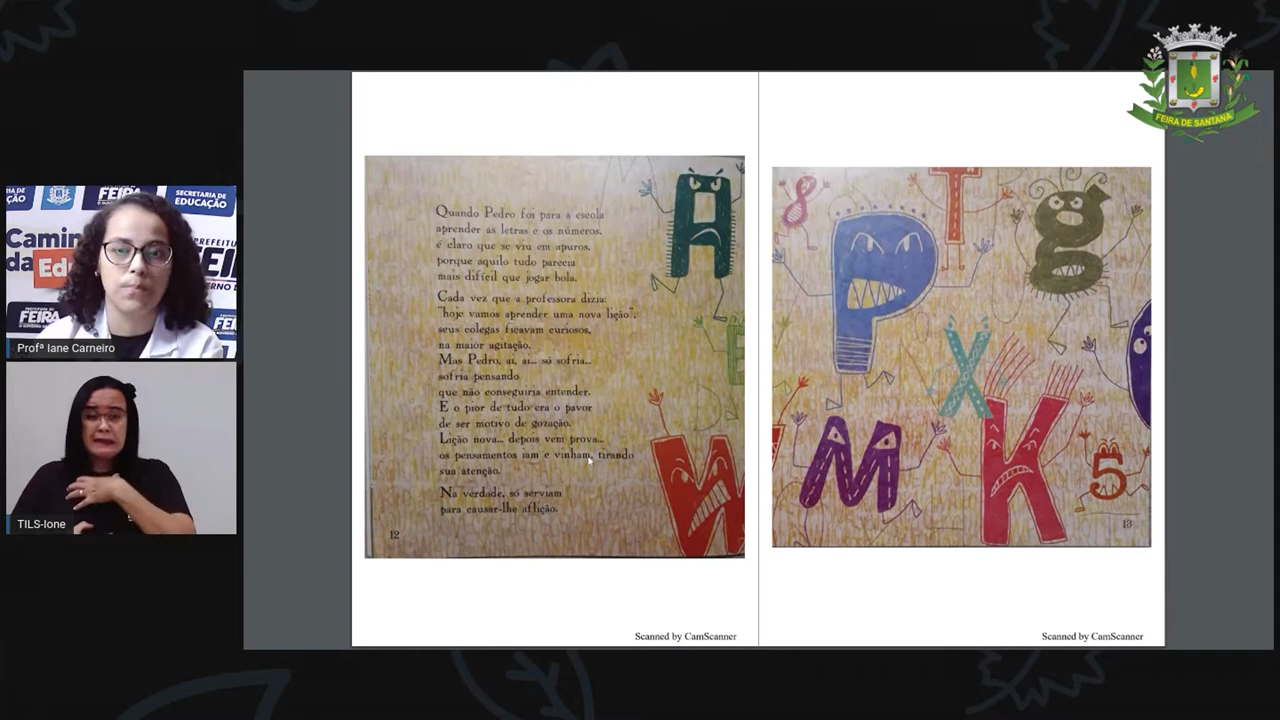 FEIRA DE SANTANA
SECRETARIA DE
EDUCAÇÃO
FEIRA
PREFEITURA
FEIRA
Profª Iane Carneiro
TILS-Ione
Quando Pedro foi para a escola
aprender as letras e os números,
é claro que se viu em apuros,
porque aquilo tudo parecia
mais difícil que jogar bola.
Cada vez que a professora dizia:
"hoje vamos aprender uma nova lição",
seus colegas ficavam curiosos,
na maior agitação.
Mas Pedro, ai, ai... só sofria...
sofria pensando
que não conseguiria entender.
E o pior de tudo era o pavor
de ser motivo de gozação.
Lição nova... depois vem prova...
os pensamentos iam e vinham, tirando
sua atenção.
Na verdade, só serviam
para causar-lhe aflição.
12
A
8
T
g
P
X
M
K
5
13
Scanned by CamScanner
Scanned by CamScanner